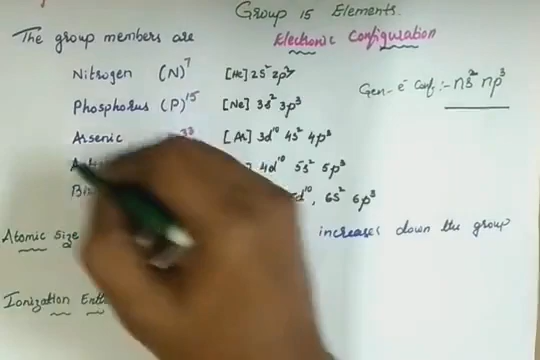 Group 15 Elements.
The group members are Electronic Configuration
Nitrogen (N)⁷ [He] 2s² 2p³ Gen- e⁻ Conf:- ns² np³
Phosphorus (P)¹⁵ [Ne] 3s² 3p³
Arsenic 33 [Ar] 3d¹⁰ 4s² 4p³
4d¹⁰ 5s² 5p³
d¹⁰, 6s² 6p³
Atomic Size increases down the group
Ionization